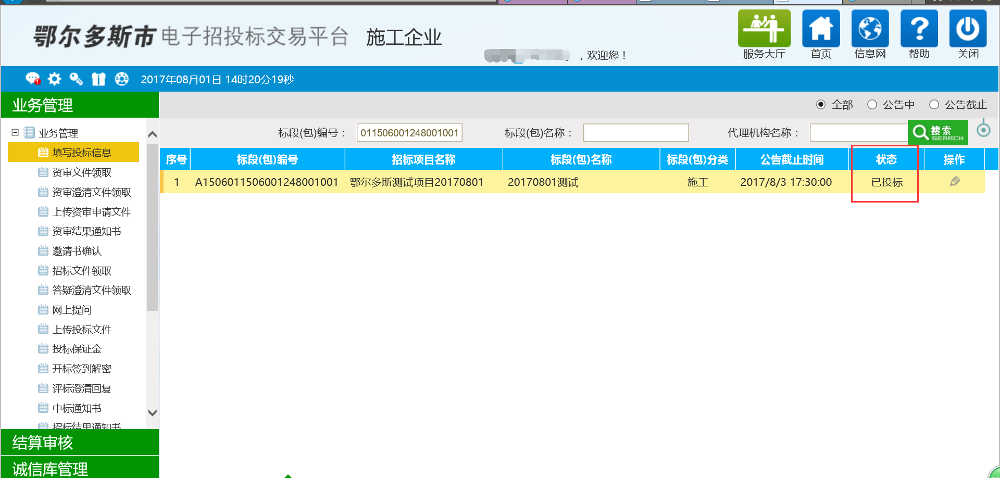 鄂尔多斯市 电子招投标交易平台 施工企业
，欢迎您！
服务大厅 首页 信息网 帮助 关闭
2017年08月01日 14时20分19秒
业务管理
全部 公告中 公告截止
标段(包)编号： 011506001248001001 标段(包)名称： 代理机构名称： 搜索 SEARCH
序号 标段(包)编号 招标项目名称 标段(包)名称 标段(包)分类 公告截止时间 状态 操作
1 A1506011506001248001001 鄂尔多斯测试项目20170801 20170801测试 施工 2017/8/3 17:30:00 已投标
业务管理
填写投标信息
资审文件领取
资审澄清文件领取
上传资审申请文件
资审结果通知书
邀请书确认
招标文件领取
答疑澄清文件领取
网上提问
上传投标文件
投标保证金
开标签到解密
评标澄清回复
中标通知书
招标结果通知书
结算审核
诚信库管理